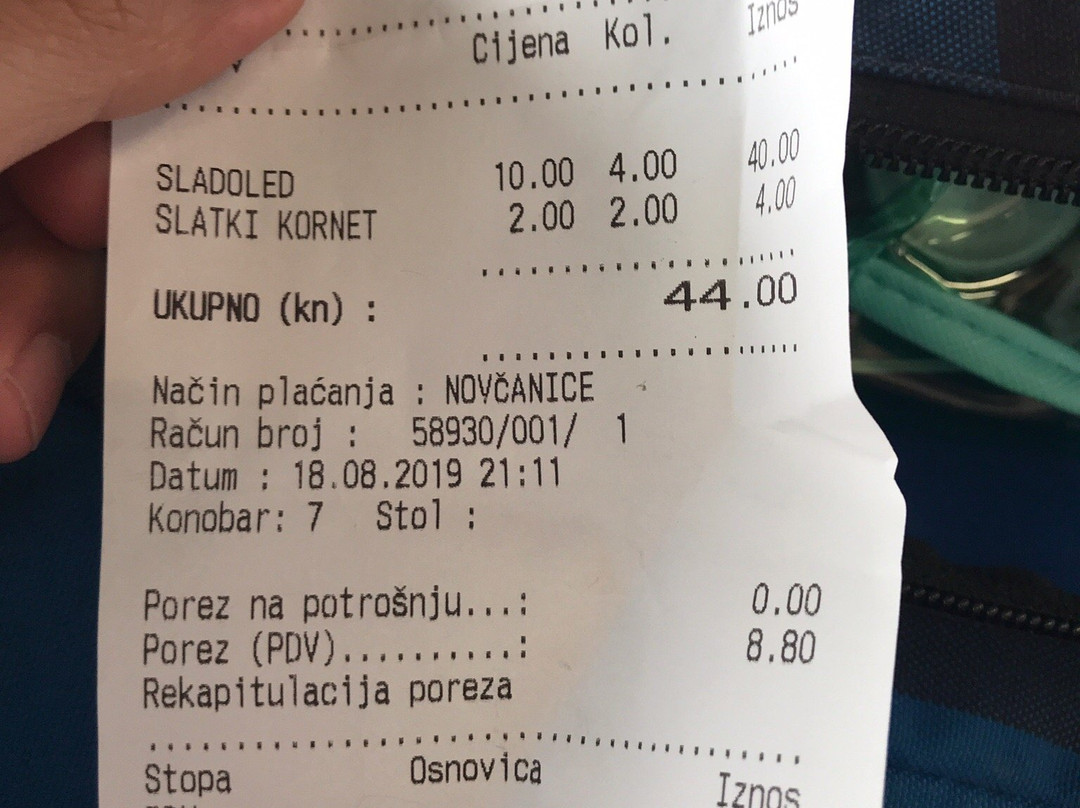 Cijena Kol. Iznos
SLADOLED 10.00 4.00 40.00
SLATKI KORNET 2.00 2.00 4.00
UKUPNO (kn) : 44.00
Način plaćanja : NOVČANICE
Račun broj : 58930/001/ 1
Datum : 18.08.2019 21:11
Konobar: 7 Stol :
Porez na potrošnju...: 0.00
Porez (PDV)..........: 8.80
Rekapitulacija poreza
Stopa Osnovica Iznos